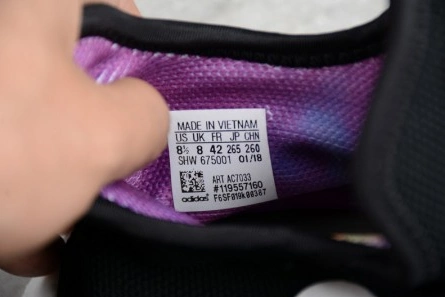 MADE IN VIETNAM
US UK FR JP CHN
8½ 8 42 265 260
SHW 675001 01/18
ART AC7033
#119557160
adidas F6SF019k00387